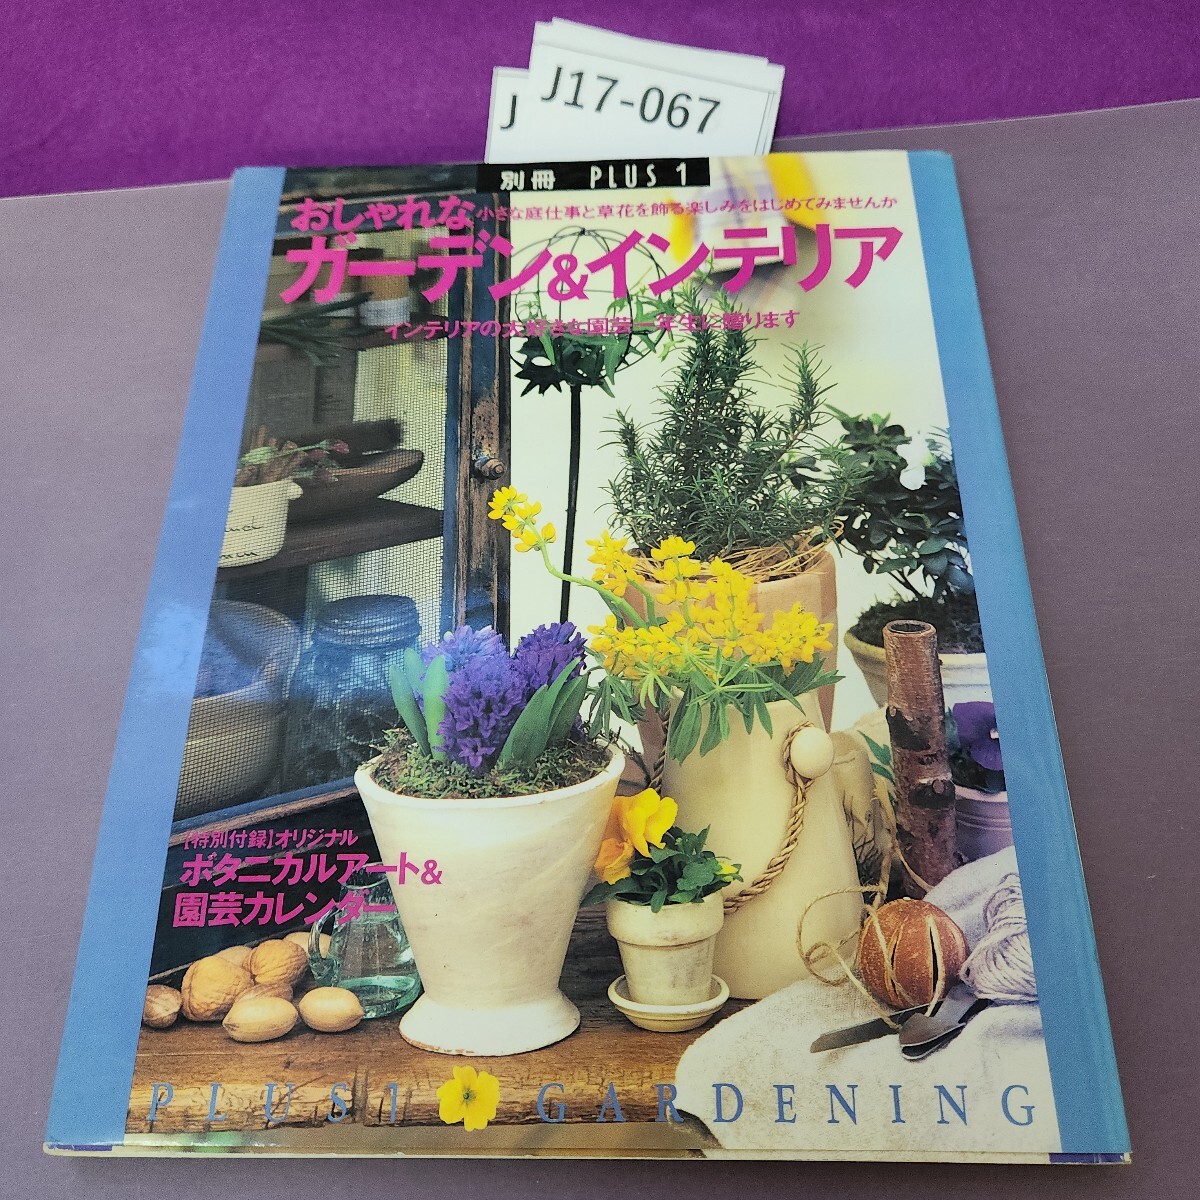 J17-067
J
別冊 PLUS 1
おしゃれな 小さな庭仕事と草花を飾る楽しみをはじめてみませんか
ガーデン&インテリア
インテリアの大好きな園芸一年生に贈ります
[特別付録]オリジナル
ボタニカルアート&
園芸カレンダー
PLUS1 GARDENING